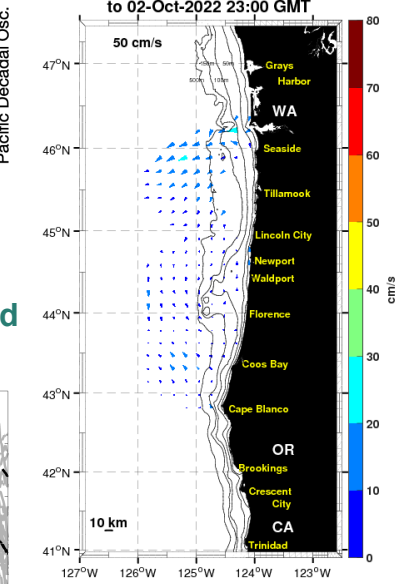 to 02-Oct-2022 23:00 GMT
Pacific Decadal Osc.
d
50 cm/s
47°N
46°N
45°N
44°N
43°N
42°N
41°N
50m
500m
Grays
Harbor
WA
Seaside
Tillamook
Lincoln City
Newport
Waldport
Florence
Coos Bay
Cape Blanco
OR
Brookings
Crescent
City
CA
Trinidad
10 km
127°W
126°W
125°W
124°W
123°W
80
70
60
50
40
30
20
10
0
cm/s